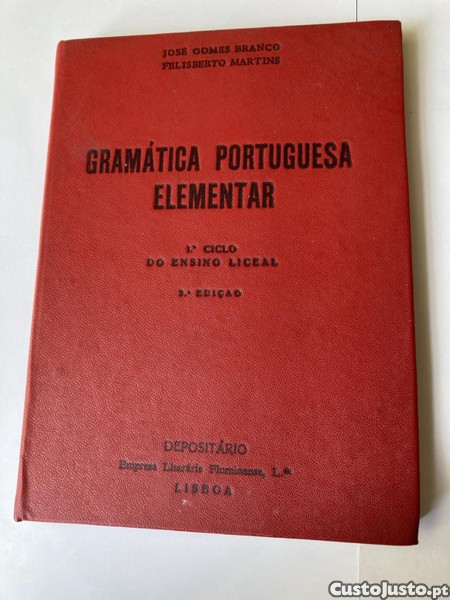 JOSÉ GOMES BRANCO
FELISBERTO MARTINS
GRAMÁTICA PORTUGUESA
ELEMENTAR
1.º CICLO
DO ENSINO LICEAL
3.ª EDIÇÃO
DEPOSITÁRIO
Empresa Literária Fluminense, L.da
LISBOA
CustoJusto.pt